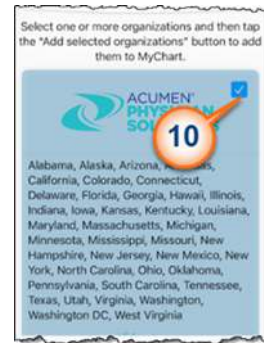 Select one or more organizations and then tap
the "Add selected organizations" button to add
them to MyChart.
ACUMEN
PHYSICIAN
SOL
10
Alabama, Alaska, Arizona,
California, Colorado, Connecticut,
Delaware, Florida, Georgia, Hawaii, Illinois,
Indiana, Iowa, Kansas, Kentucky, Louisiana,
Maryland, Massachusetts, Michigan,
Minnesota, Mississippi, Missouri, New
Hampshire, New Jersey, New Mexico, New
York, North Carolina, Ohio, Oklahoma,
Pennsylvania, South Carolina, Tennessee,
Texas, Utah, Virginia, Washington,
Washington DC, West Virginia